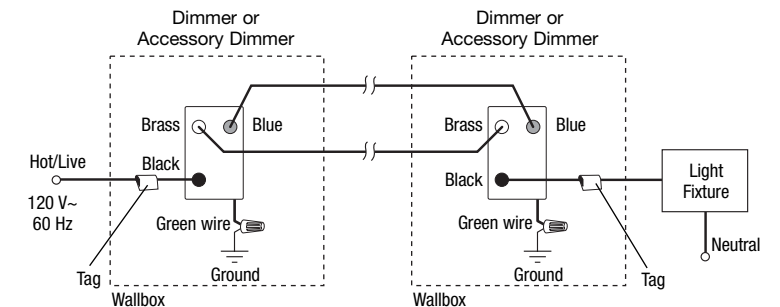 Dimmer or
Accessory Dimmer
Dimmer or
Accessory Dimmer
Brass
Blue
Brass
Blue
Hot/Live
Black
Black
Light
Fixture
120 V~
60 Hz
Green wire
Green wire
Neutral
Tag
Ground
Ground
Tag
Wallbox
Wallbox